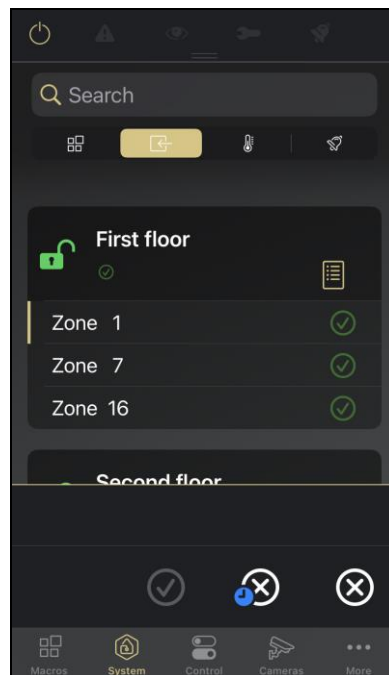 Search
First floor
Zone 1
Zone 7
Zone 16
Second floor
Macros System Control Cameras More